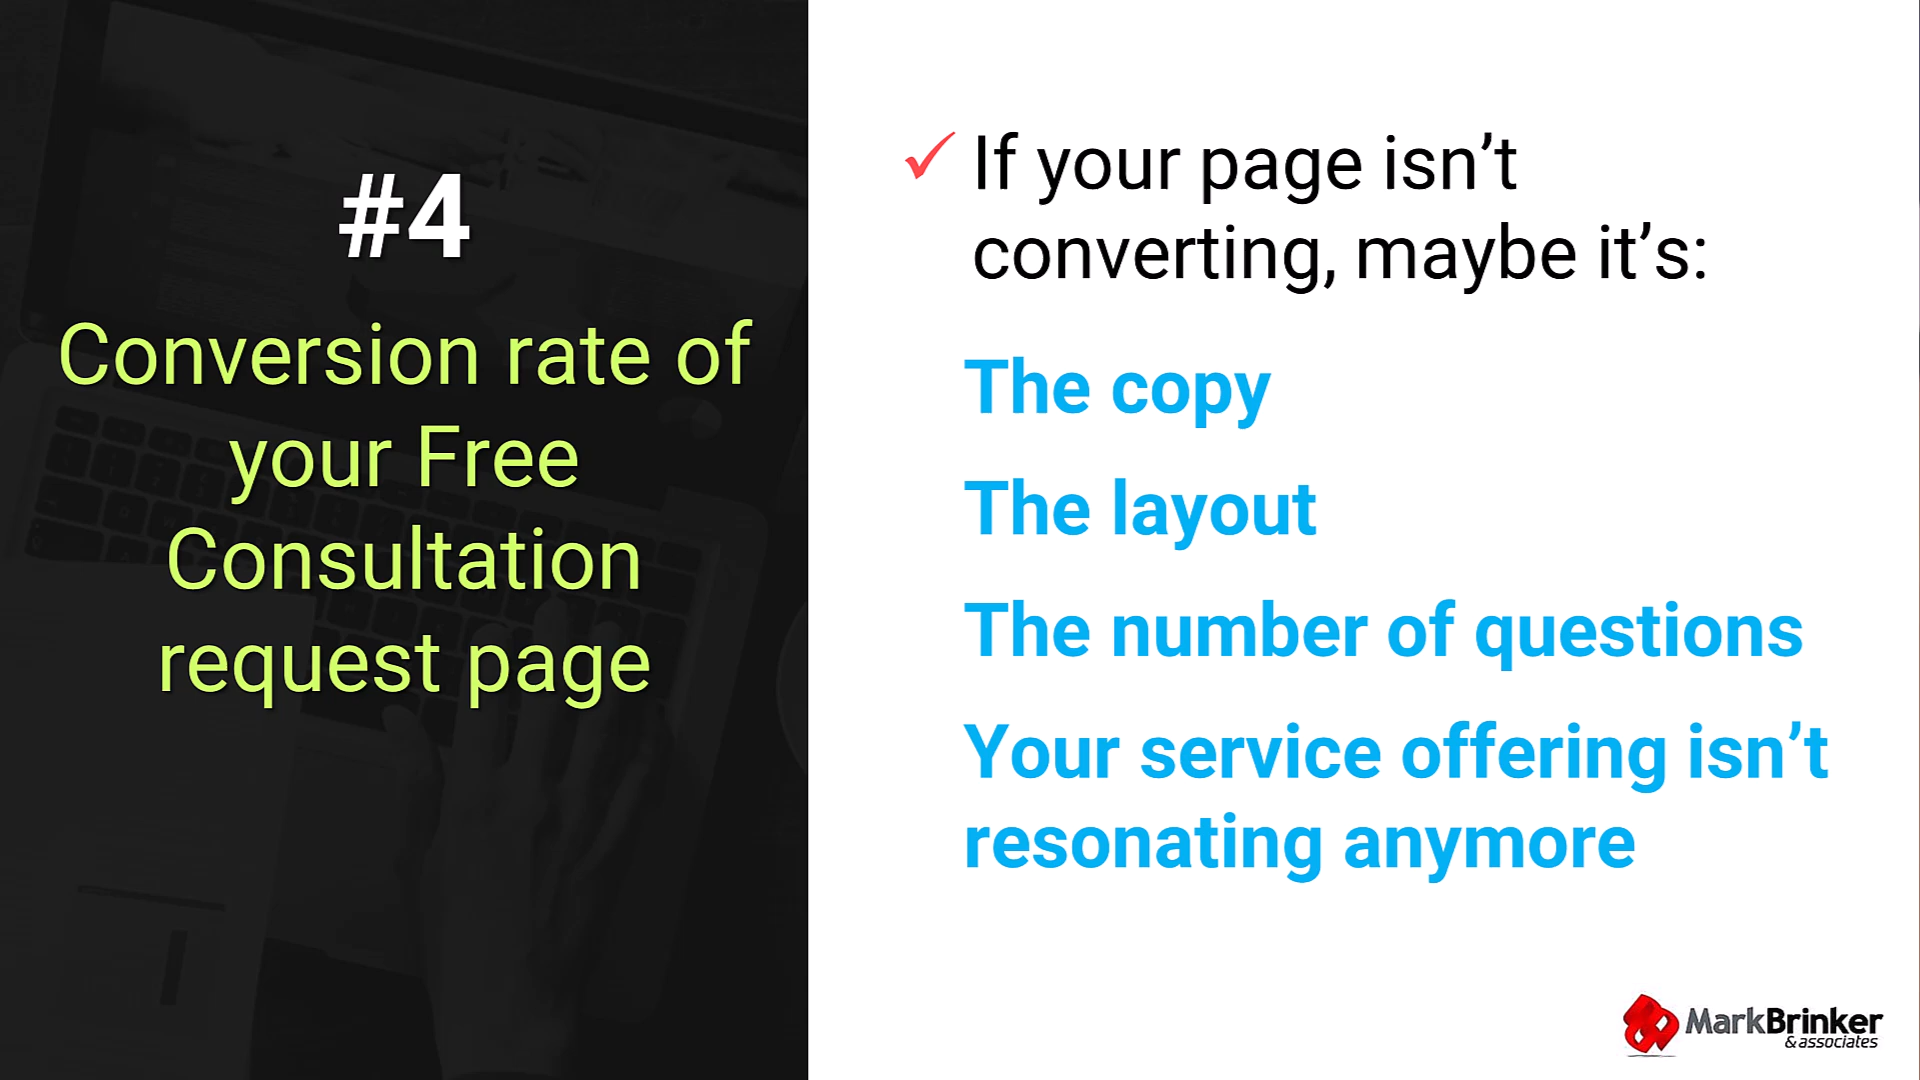 #4
Conversion rate of
your Free
Consultation
request page
If your page isn’t
converting, maybe it’s:
The copy
The layout
The number of questions
Your service offering isn’t
resonating anymore
MarkBrinker
& associates